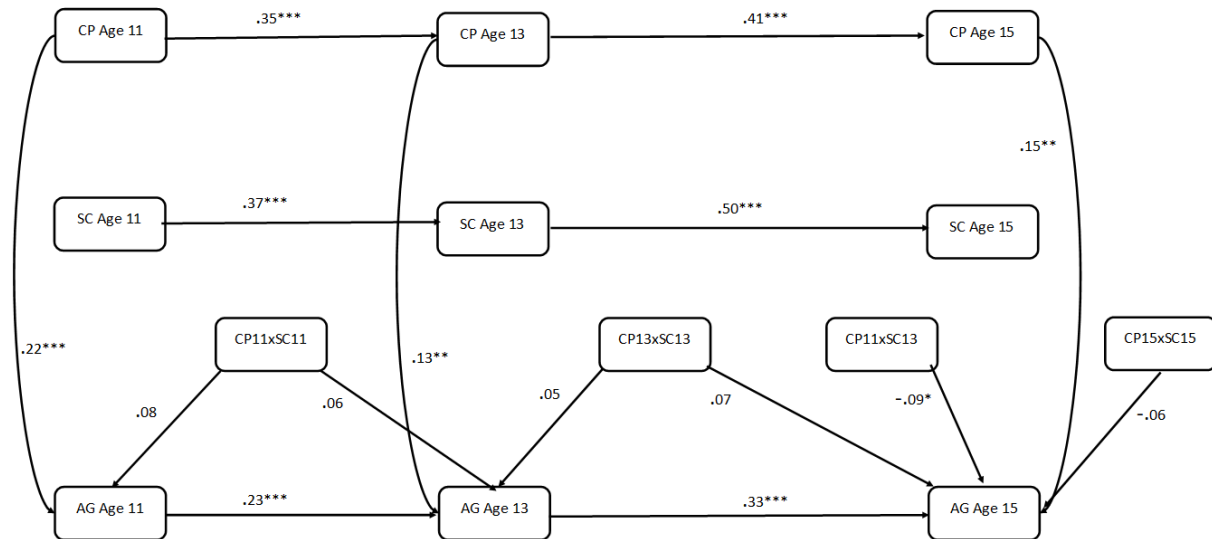 .35***
.41***
CP Age 11
CP Age 13
CP Age 15
.15**
.37***
.50***
SC Age 11
SC Age 13
SC Age 15
CP11xSC11
CP13xSC13
CP11xSC13
CP15xSC15
.22***
.13**
.08
.06
.05
.07
-.09*
-.06
.23***
.33***
AG Age 11
AG Age 13
AG Age 15